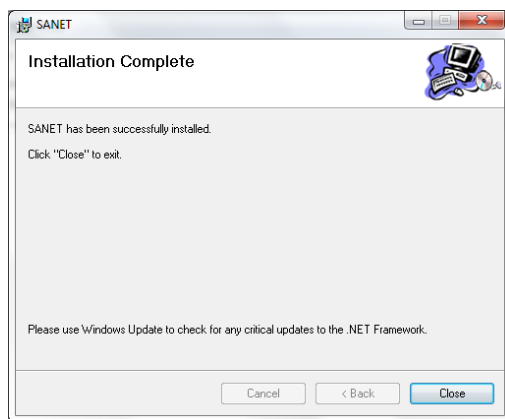 SANET
Installation Complete
SANET has been successfully installed.
Click "Close" to exit.
Please use Windows Update to check for any critical updates to the .NET Framework.
Cancel
< Back
Close